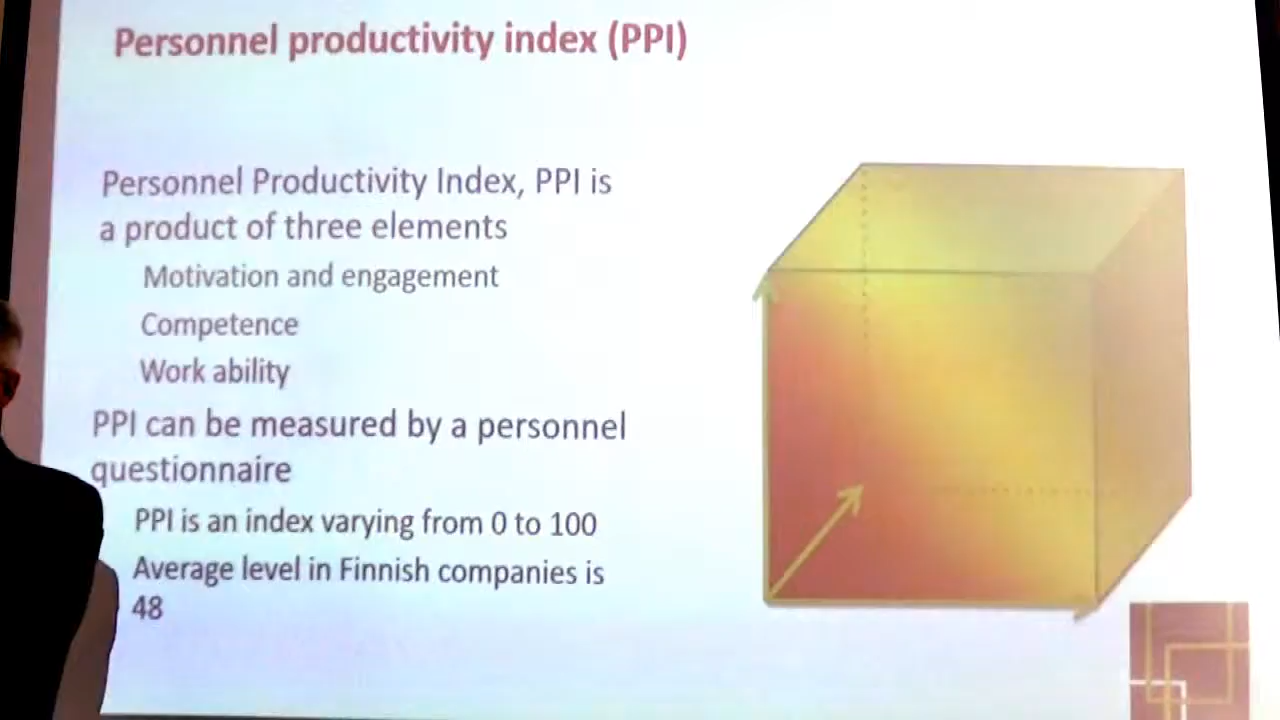 Personnel productivity index (PPI)
Personnel Productivity Index, PPI is
a product of three elements
Motivation and engagement
Competence
Work ability
PPI can be measured by a personnel
questionnaire
PPI is an index varying from 0 to 100
Average level in Finnish companies is
48